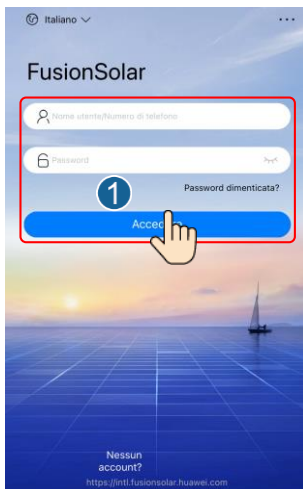 Italiano
FusionSolar
Nome utente/Numero di telefono
Password
Password dimenticata?
1
Nessun
account?
https://intl.fusionsolar.huawei.com